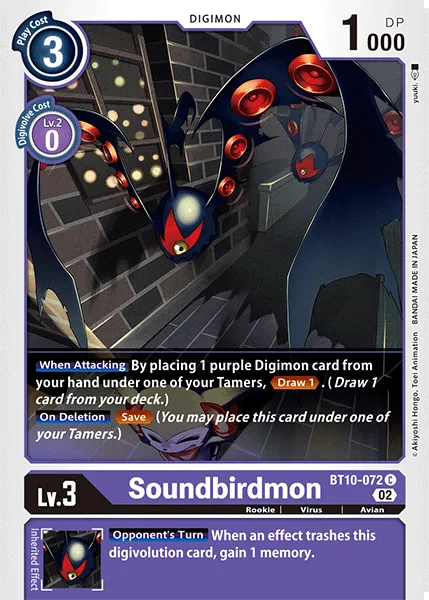 DIGIMON
Play Cost
3
1000
DP
Digivolve Cost
Lv.2
0
yuuki.
© Akiyoshi Hongo, Toei Animation BANDAI MADE IN JAPAN
When Attacking By placing 1 purple Digimon card from
your hand under one of your Tamers, Draw 1 . (Draw 1
card from your deck.)
On Deletion Save (You may place this card under one of
your Tamers.)
Lv.3
Soundbirdmon
BT10-072 C
02
Rookie | Virus | Avian
Inherited Effect
Opponent's Turn When an effect trashes this
digivolution card, gain 1 memory.